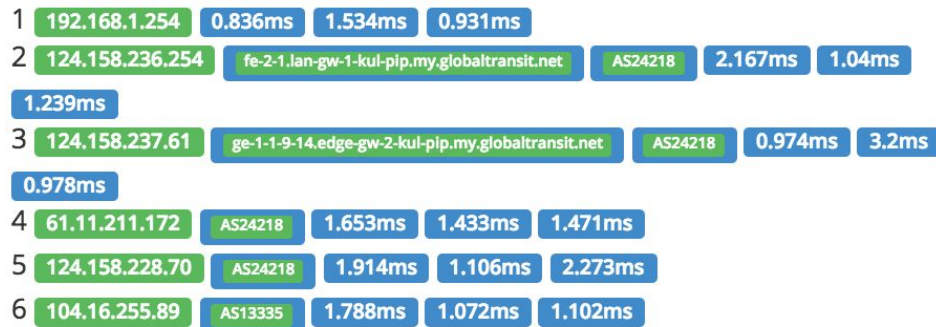 1 192.168.1.254 0.836ms 1.534ms 0.931ms
2 124.158.236.254 fe-2-1.lan-gw-1-kul-pip.my.globaltransit.net AS24218 2.167ms 1.04ms
1.239ms
3 124.158.237.61 ge-1-1-9-14.edge-gw-2-kul-pip.my.globaltransit.net AS24218 0.974ms 3.2ms
0.978ms
4 61.11.211.172 AS24218 1.653ms 1.433ms 1.471ms
5 124.158.228.70 AS24218 1.914ms 1.106ms 2.273ms
6 104.16.255.89 AS13335 1.788ms 1.072ms 1.102ms